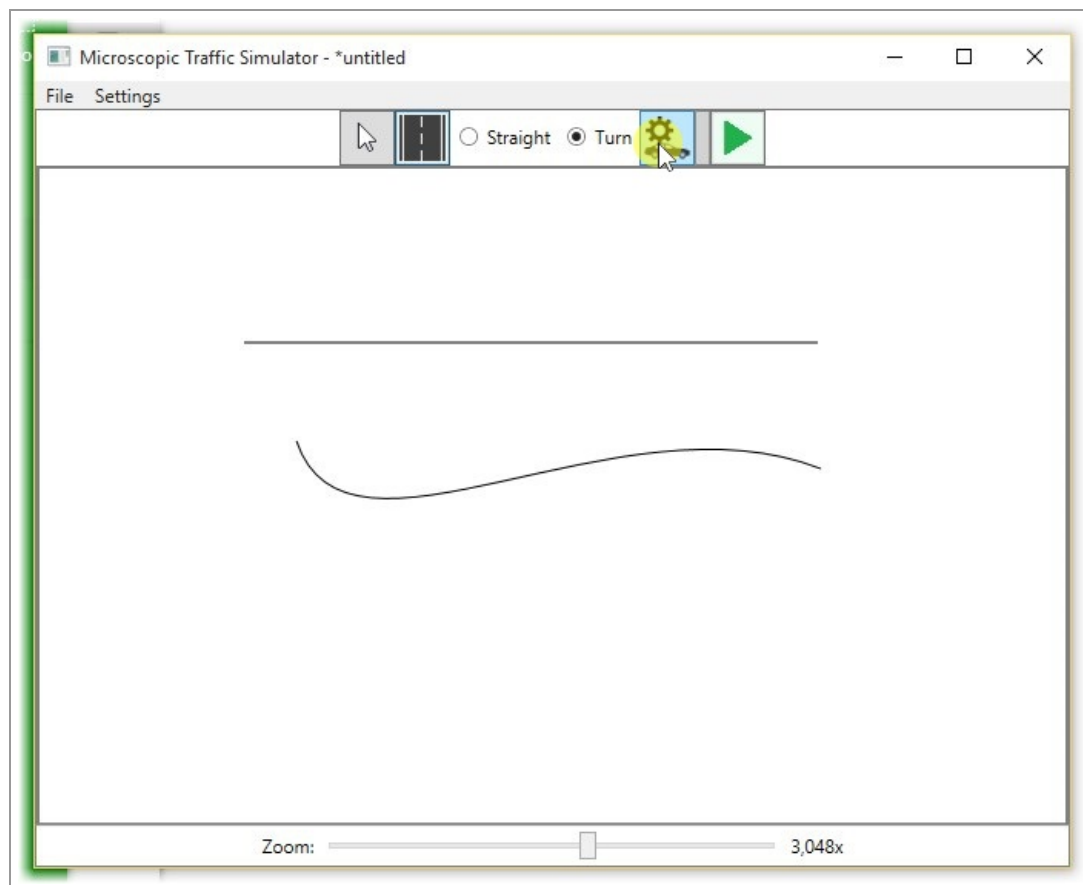 Microscopic Traffic Simulator - *untitled
File Settings
Straight Turn
Zoom: 3,048x